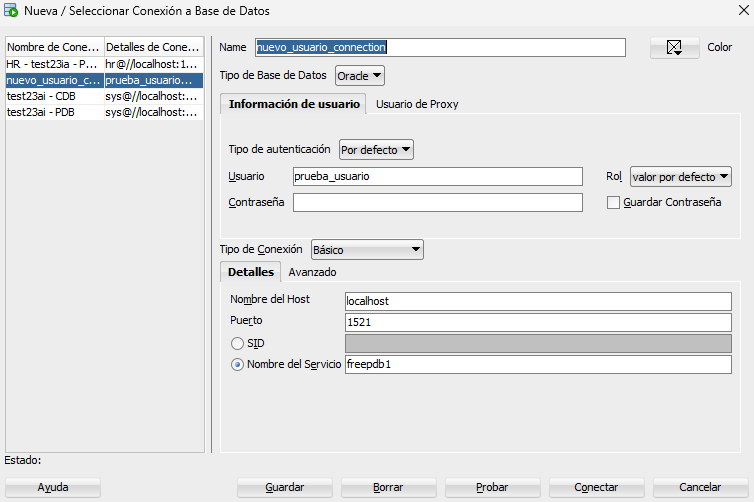 Nueva / Seleccionar Conexión a Base de Datos
Nombre de Cone... Detalles de Cone...
HR - test23ia - P... hr@//localhost:1...
nuevo_usuario_c... prueba_usuario...
test23ai - CDB sys@//localhost:...
test23ai - PDB sys@//localhost:...
Name nuevo_usuario_connection Color
Tipo de Base de Datos Oracle
Información de usuario Usuario de Proxy
Tipo de autenticación Por defecto
Usuario prueba_usuario Rol valor por defecto
Contraseña Guardar Contraseña
Tipo de Conexión Básico
Detalles Avanzado
Nombre del Host localhost
Puerto 1521
SID
Nombre del Servicio freepdb1
Estado:
Ayuda Guardar Borrar Probar Conectar Cancelar